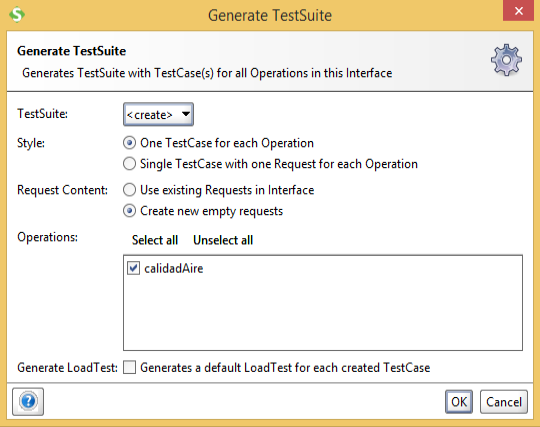 Generate TestSuite
Generate TestSuite
Generates TestSuite with TestCase(s) for all Operations in this Interface
TestSuite: <create>
Style: One TestCase for each Operation
Single TestCase with one Request for each Operation
Request Content: Use existing Requests in Interface
Create new empty requests
Operations: Select all Unselect all
calidadAire
Generate LoadTest: Generates a default LoadTest for each created TestCase
OK Cancel